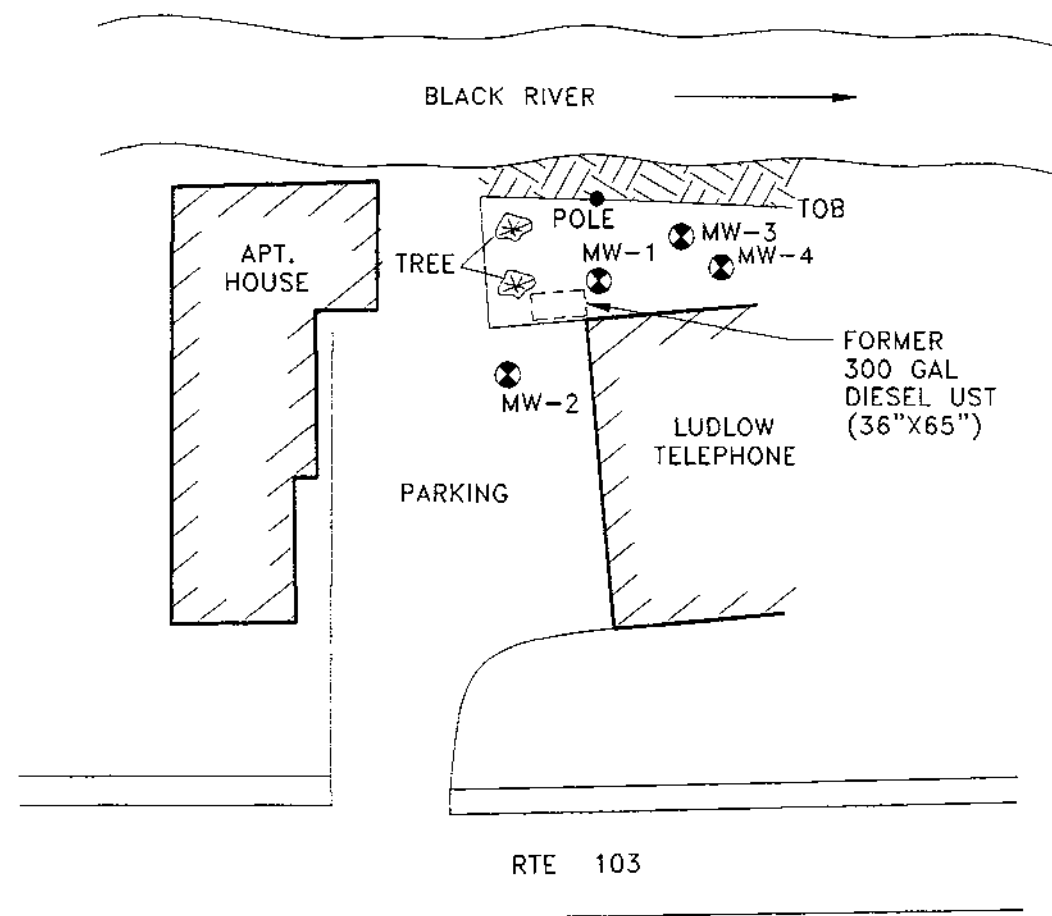 BLACK RIVER
TOB
POLE
MW-3
MW-1
MW-4
APT.
HOUSE
TREE
FORMER
300 GAL
DIESEL UST
(36"X65")
MW-2
LUDLOW
TELEPHONE
PARKING
RTE 103